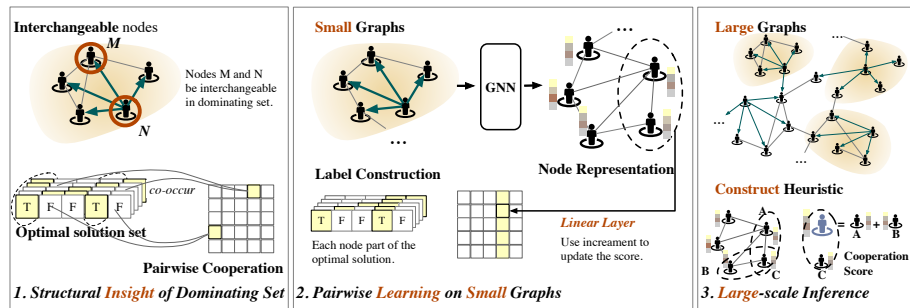 Interchangeable nodes
M
N
Nodes M and N
be interchangeable
in dominating set.
co-occur
T F F T F
Optimal solution set
Pairwise Cooperation
1. Structural Insight of Dominating Set
Small Graphs
...
GNN
...
Node Representation
Label Construction
T F F T F
Each node part of the
optimal solution.
Linear Layer
Use increament to
update the score.
2. Pairwise Learning on Small Graphs
Large Graphs
...
...
...
Construct Heuristic
A
B
C
C
= A + B
Cooperation
Score
3. Large-scale Inference